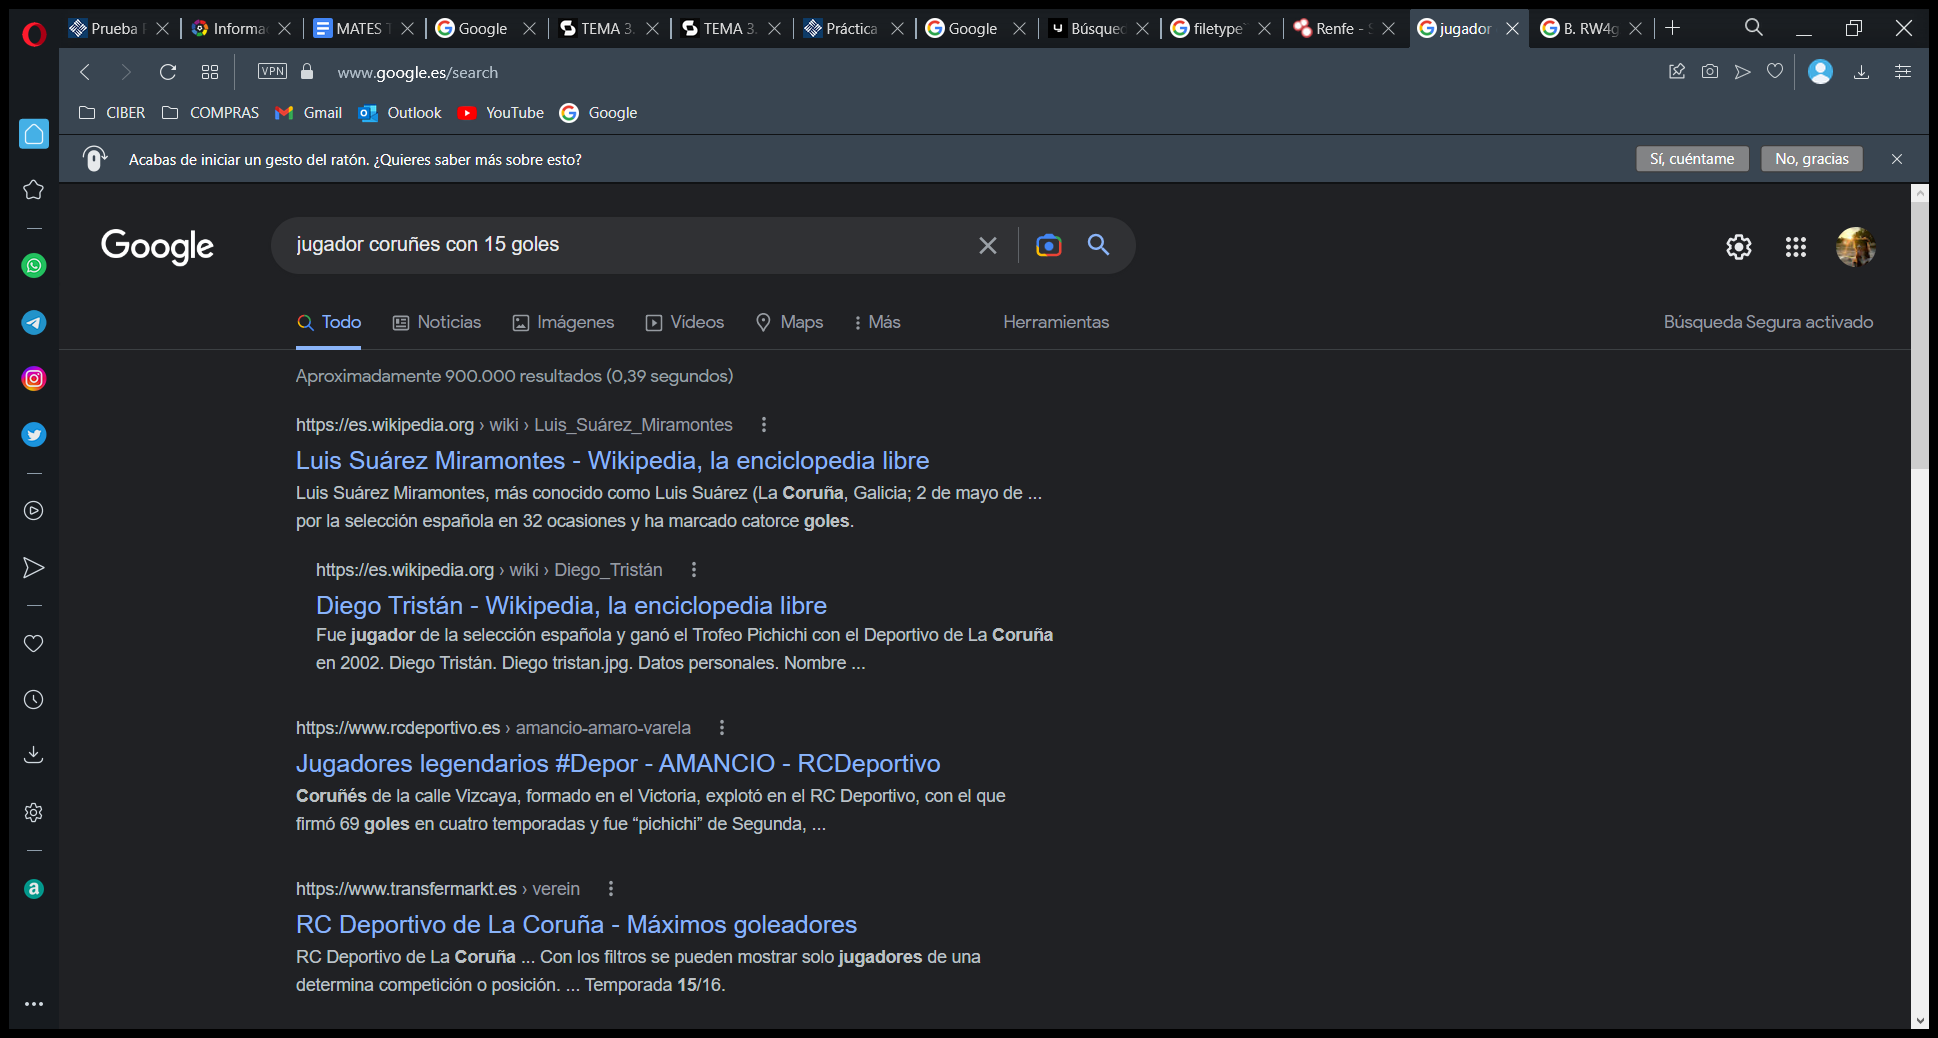 Prueba
Informa
MATES T
Google
TEMA 3.
TEMA 3.
Práctica
Google
Búsqued
filetype
Renfe - S
jugador
B. RW4g
VPN
www.google.es/search
CIBER
COMPRAS
Gmail
Outlook
YouTube
Google
Acabas de iniciar un gesto del ratón. ¿Quieres saber más sobre esto?
Sí, cuéntame
No, gracias
Google
jugador coruñes con 15 goles
Todo
Noticias
Imágenes
Vídeos
Maps
Más
Herramientas
Búsqueda Segura activado
Aproximadamente 900.000 resultados (0,39 segundos)
https://es.wikipedia.org › wiki › Luis_Suárez_Miramontes
Luis Suárez Miramontes - Wikipedia, la enciclopedia libre
Luis Suárez Miramontes, más conocido como Luis Suárez (La Coruña, Galicia; 2 de mayo de ...
por la selección española en 32 ocasiones y ha marcado catorce goles.
https://es.wikipedia.org › wiki › Diego_Tristán
Diego Tristán - Wikipedia, la enciclopedia libre
Fue jugador de la selección española y ganó el Trofeo Pichichi con el Deportivo de La Coruña
en 2002. Diego Tristán. Diego tristan.jpg. Datos personales. Nombre ...
https://www.rcdeportivo.es › amancio-amaro-varela
Jugadores legendarios #Depor - AMANCIO - RCDeportivo
Coruñés de la calle Vizcaya, formado en el Victoria, explotó en el RC Deportivo, con el que
firmó 69 goles en cuatro temporadas y fue “pichichi” de Segunda, ...
https://www.transfermarkt.es › verein
RC Deportivo de La Coruña - Máximos goleadores
RC Deportivo de La Coruña ... Con los filtros se pueden mostrar solo jugadores de una
determina competición o posición. ... Temporada 15/16.